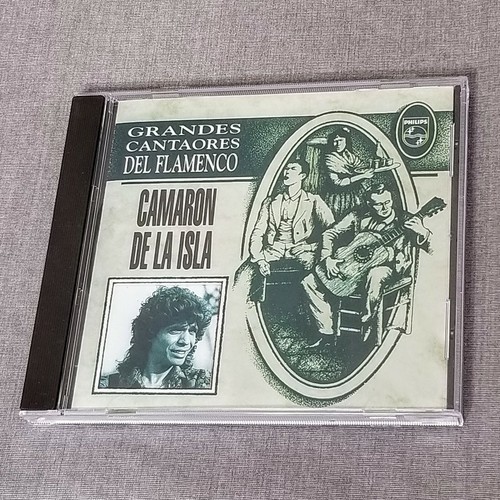 GRANDES
CANTAORES
DEL FLAMENCO
CAMARON
DE LA ISLA
PHILIPS